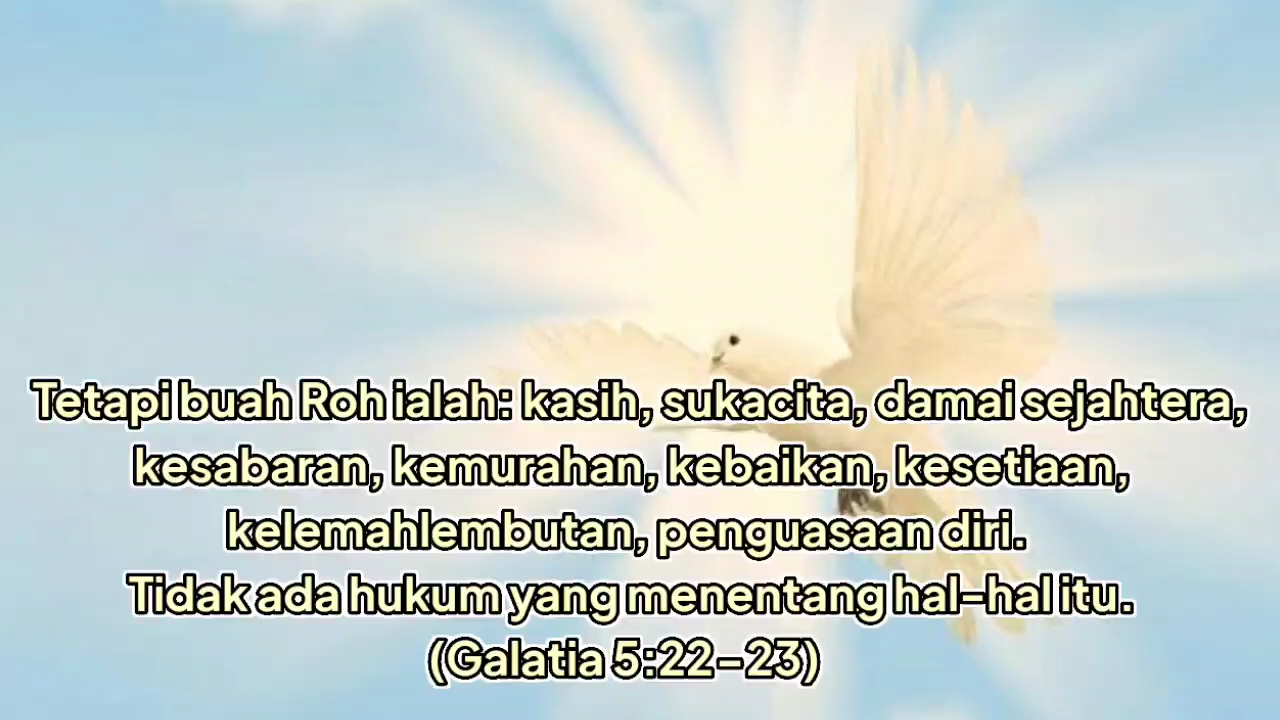 Tetapi buah Roh ialah: kasih, sukacita, damai sejahtera,
kesabaran, kemurahan, kebaikan, kesetiaan,
kelemahlembutan, penguasaan diri.
Tidak ada hukum yang menentang hal-hal itu.
(Galatia 5:22-23)